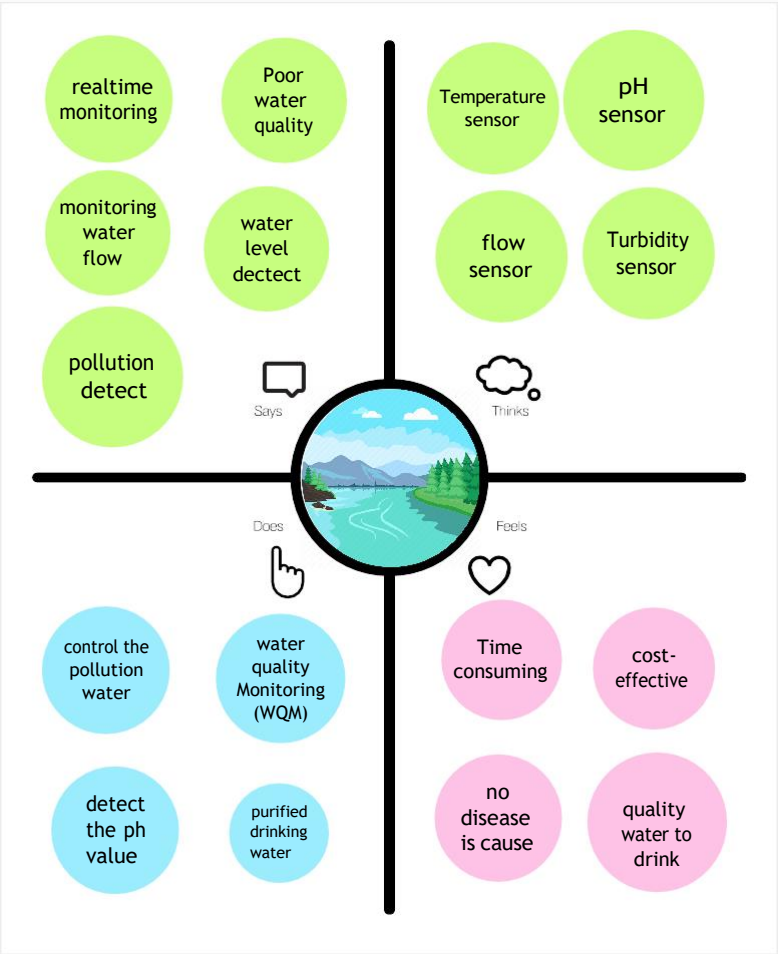 realtime
monitoring
Poor
water
quality
monitoring
water
flow
water
level
dectect
pollution
detect
Says
Temperature
sensor
pH
sensor
flow
sensor
Turbidity
sensor
Thinks
Does
control the
pollution
water
water
quality
Monitoring
(WQM)
detect
the ph
value
purified
drinking
water
Feels
Time
consuming
cost-
effective
no
disease
is cause
quality
water to
drink